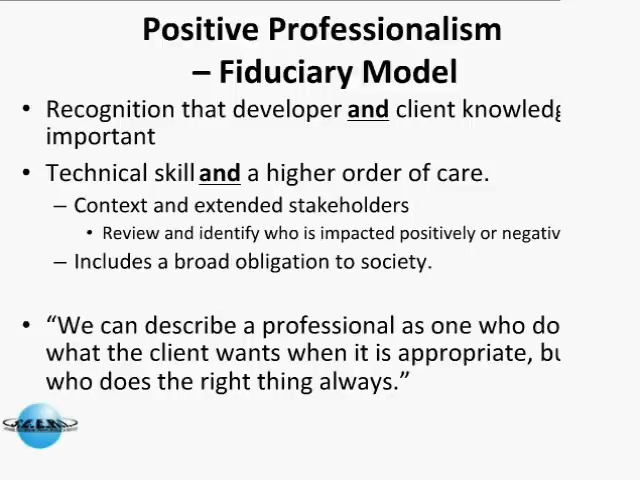 Positive Professionalism
– Fiduciary Model
• Recognition that developer and client knowledg
important
• Technical skill and a higher order of care.
– Context and extended stakeholders
• Review and identify who is impacted positively or negativ
– Includes a broad obligation to society.
• “We can describe a professional as one who do
what the client wants when it is appropriate, bu
who does the right thing always.”